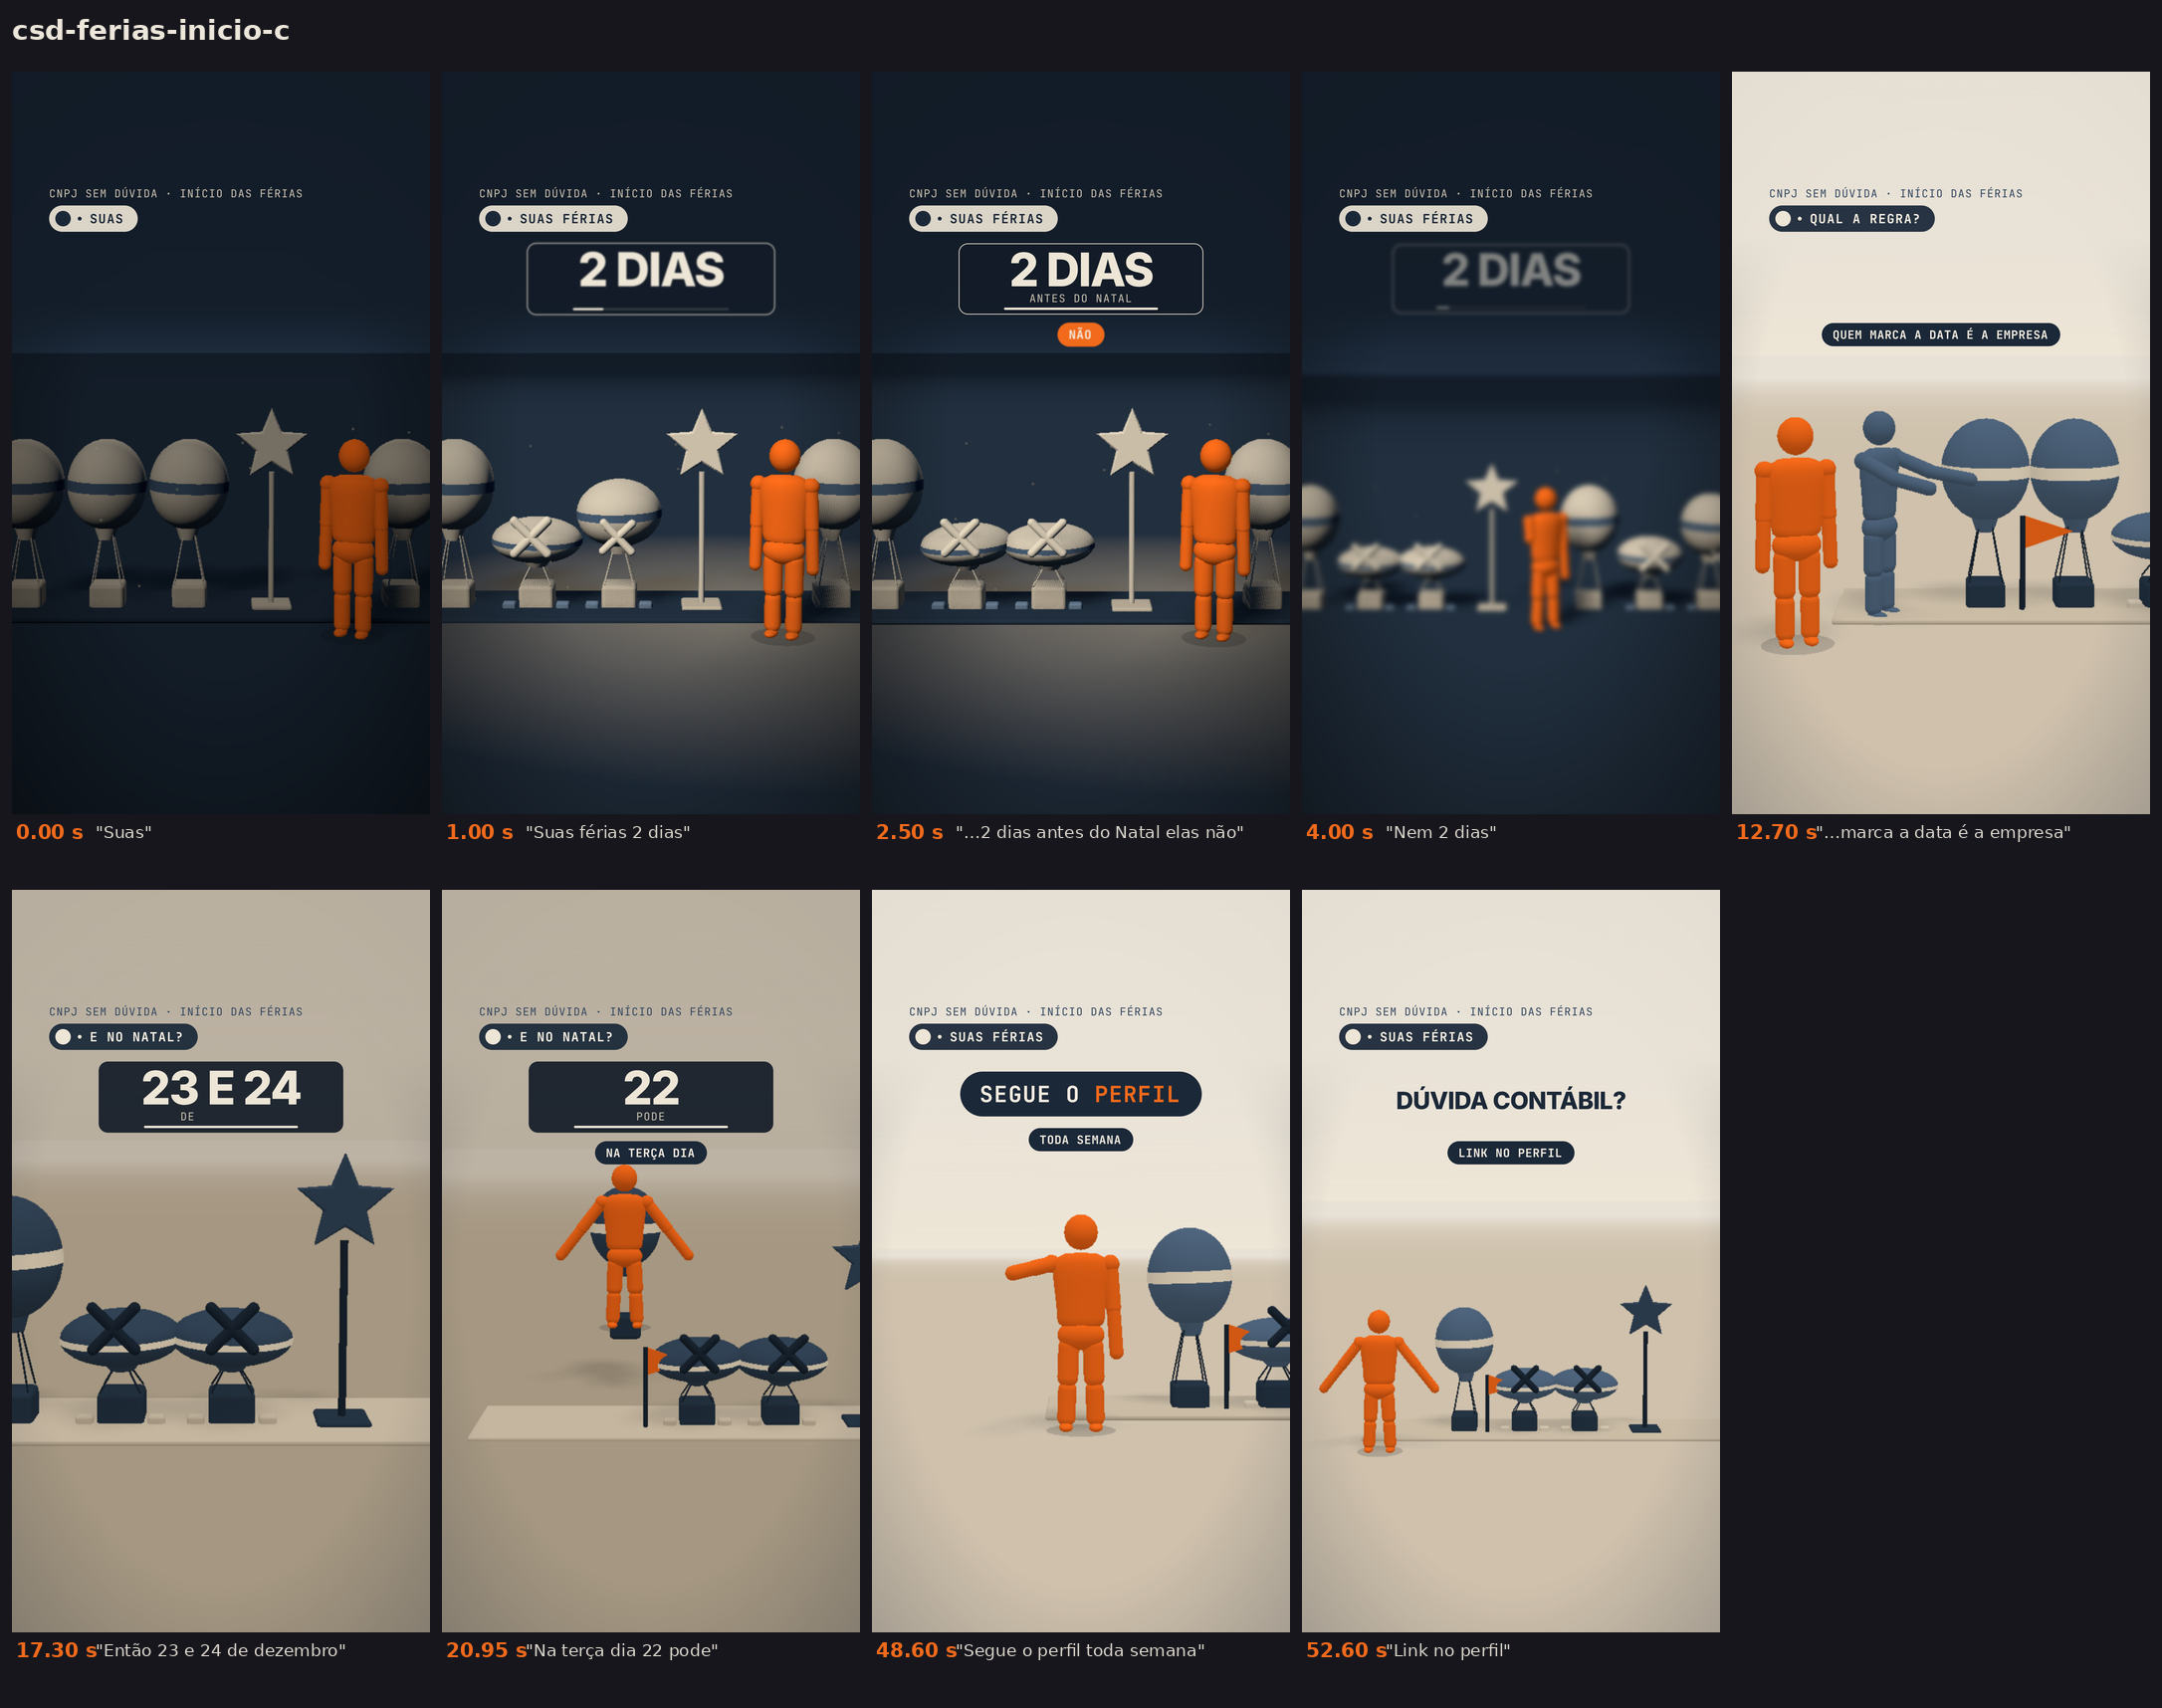 csd-ferias-inicio-c
CNPJ SEM DÚVIDA · INÍCIO DAS FÉRIAS
• SUAS
0.00 s "Suas"
CNPJ SEM DÚVIDA · INÍCIO DAS FÉRIAS
• SUAS FÉRIAS
2 DIAS
1.00 s "Suas férias 2 dias"
CNPJ SEM DÚVIDA · INÍCIO DAS FÉRIAS
• SUAS FÉRIAS
2 DIAS
ANTES DO NATAL
NÃO
2.50 s "...2 dias antes do Natal elas não"
CNPJ SEM DÚVIDA · INÍCIO DAS FÉRIAS
• SUAS FÉRIAS
2 DIAS
4.00 s "Nem 2 dias"
CNPJ SEM DÚVIDA · INÍCIO DAS FÉRIAS
• QUAL A REGRA?
QUEM MARCA A DATA É A EMPRESA
12.70 s "...marca a data é a empresa"
CNPJ SEM DÚVIDA · INÍCIO DAS FÉRIAS
• E NO NATAL?
23 E 24
DE
17.30 s "Então 23 e 24 de dezembro"
CNPJ SEM DÚVIDA · INÍCIO DAS FÉRIAS
• E NO NATAL?
22
PODE
NA TERÇA DIA
20.95 s "Na terça dia 22 pode"
CNPJ SEM DÚVIDA · INÍCIO DAS FÉRIAS
• SUAS FÉRIAS
SEGUE O PERFIL
TODA SEMANA
48.60 s "Segue o perfil toda semana"
CNPJ SEM DÚVIDA · INÍCIO DAS FÉRIAS
• SUAS FÉRIAS
DÚVIDA CONTÁBIL?
LINK NO PERFIL
52.60 s "Link no perfil"